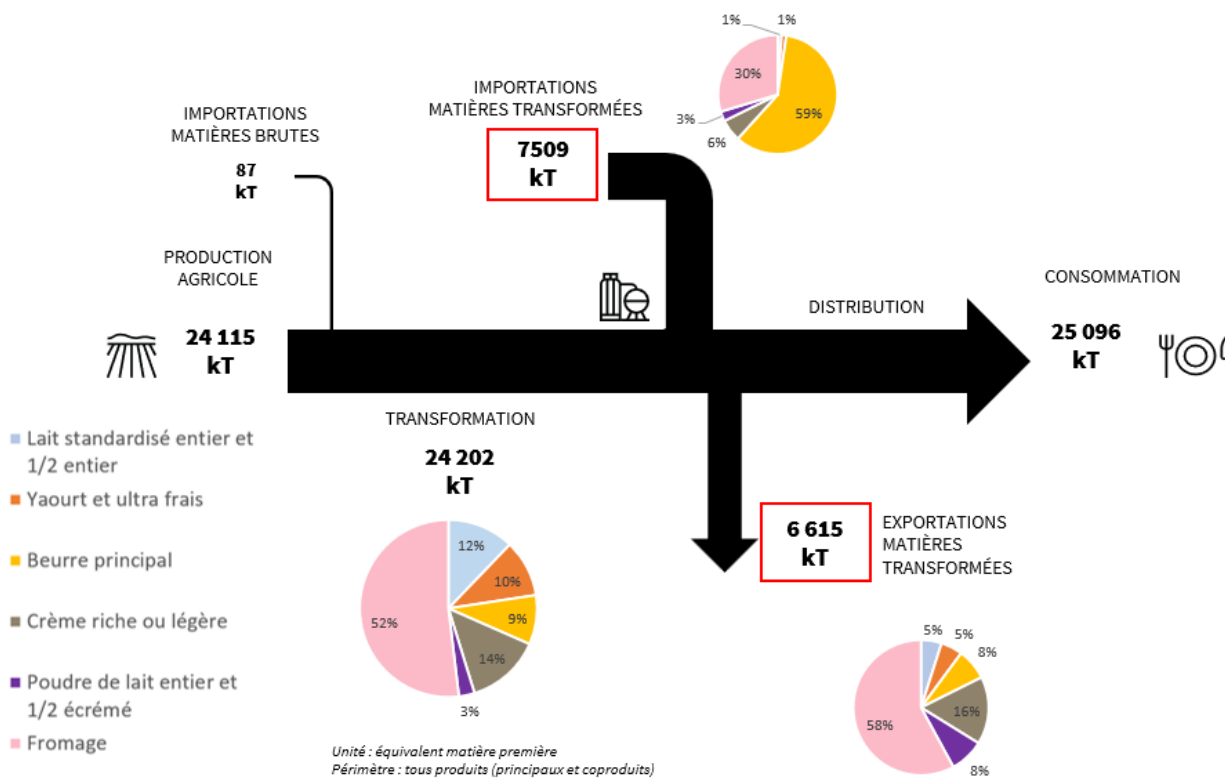 1%
1%
30%
59%
3%
6%
IMPORTATIONS
MATIÈRES TRANSFORMÉES
7509
kT
IMPORTATIONS
MATIÈRES BRUTES
87
kT
PRODUCTION
AGRICOLE
24 115
kT
DISTRIBUTION
CONSOMMATION
25 096
kT
TRANSFORMATION
24 202
kT
Lait standardisé entier et
1/2 entier
Yaourt et ultra frais
Beurre principal
Crème riche ou légère
Poudre de lait entier et
1/2 écrémé
Fromage
12%
10%
9%
14%
3%
52%
6 615
kT
EXPORTATIONS
MATIÈRES
TRANSFORMÉES
5%
5%
8%
16%
8%
58%
Unité : équivalent matière première
Périmètre : tous produits (principaux et coproduits)